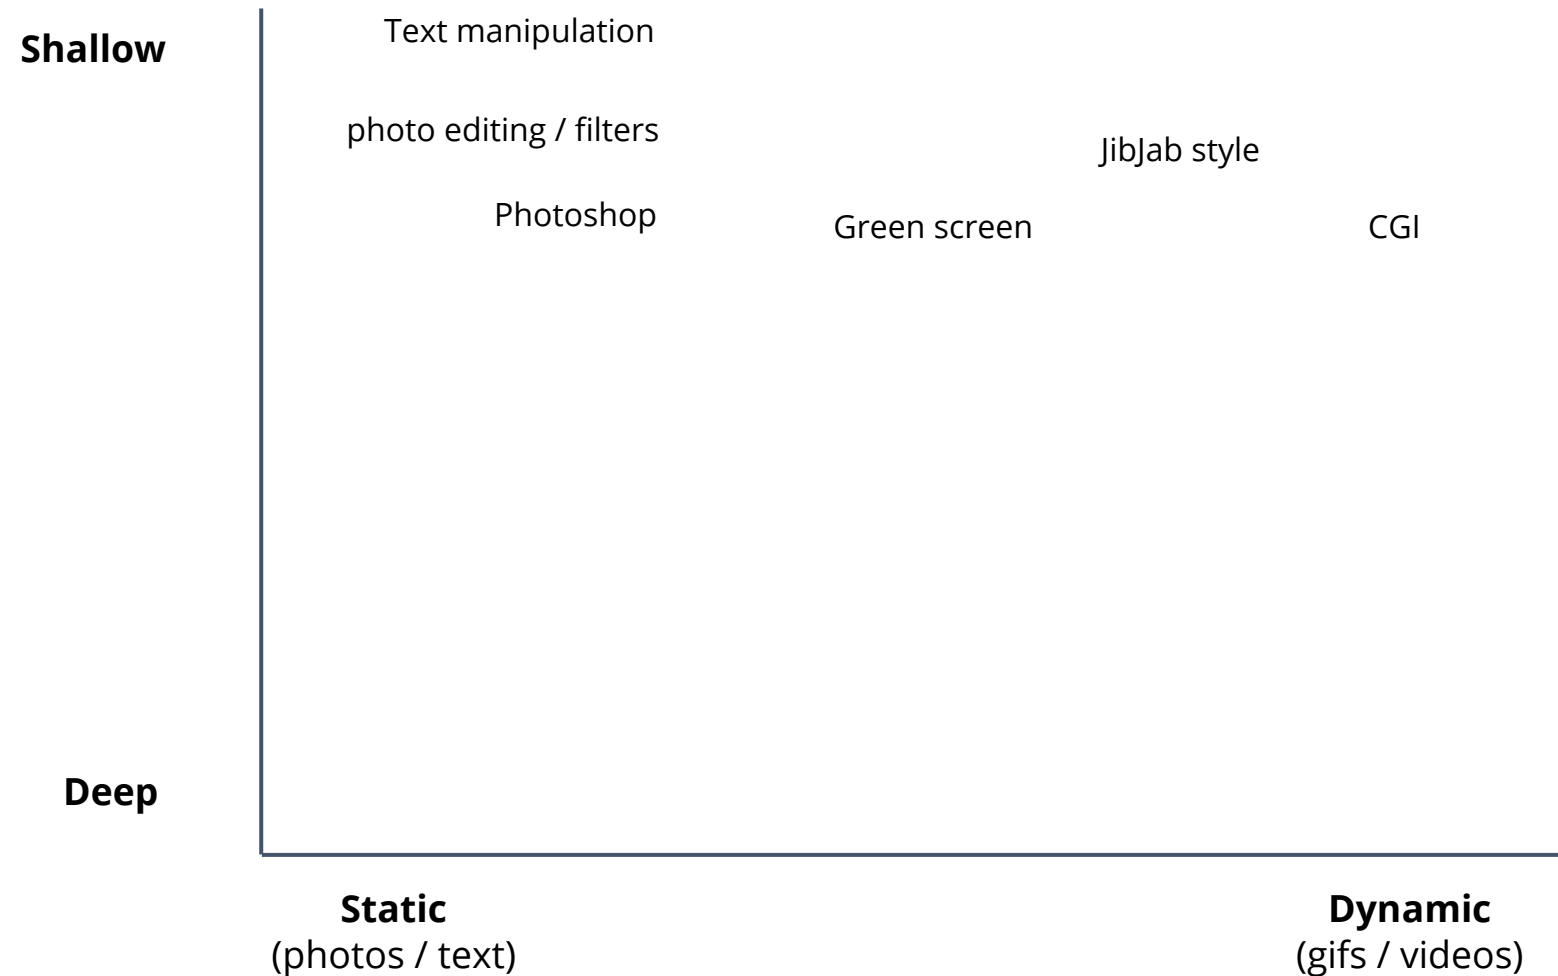 Shallow
Text manipulation
photo editing / filters
JibJab style
Photoshop
Green screen
CGI
Deep
Static
(photos / text)
Dynamic
(gifs / videos)